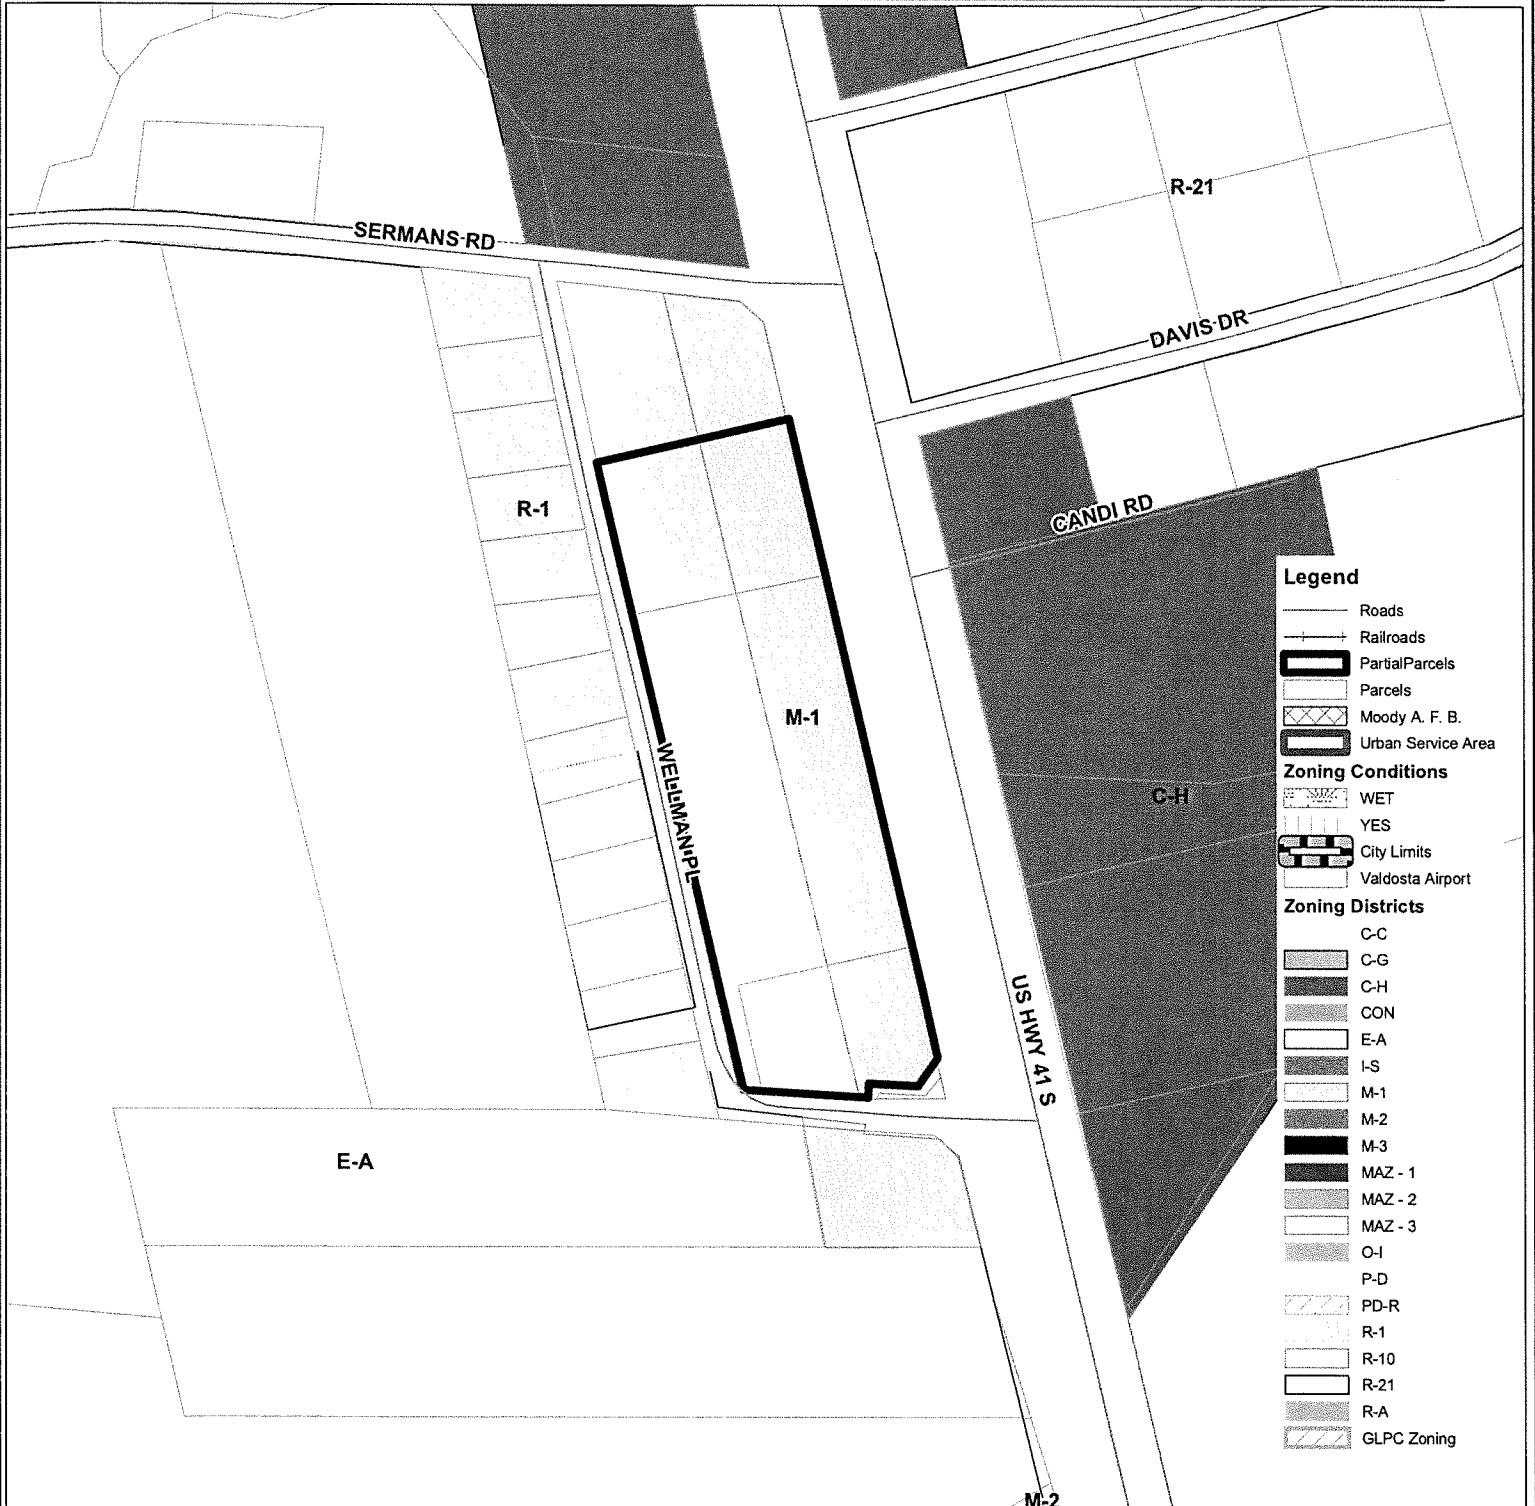 R-21
SERMANS RD
DAVIS DR
R-1
CANDI RD
M-1
WELLMAN PL
C-H
US HWY 41 S
E-A
M-2
Legend
Roads
Railroads
PartialParcels
Parcels
Moody A. F. B.
Urban Service Area
Zoning Conditions
WET
YES
City Limits
Valdosta Airport
Zoning Districts
C-C
C-G
C-H
CON
E-A
I-S
M-1
M-2
M-3
MAZ - 1
MAZ - 2
MAZ - 3
O-I
P-D
PD-R
R-1
R-10
R-21
R-A
GLPC Zoning